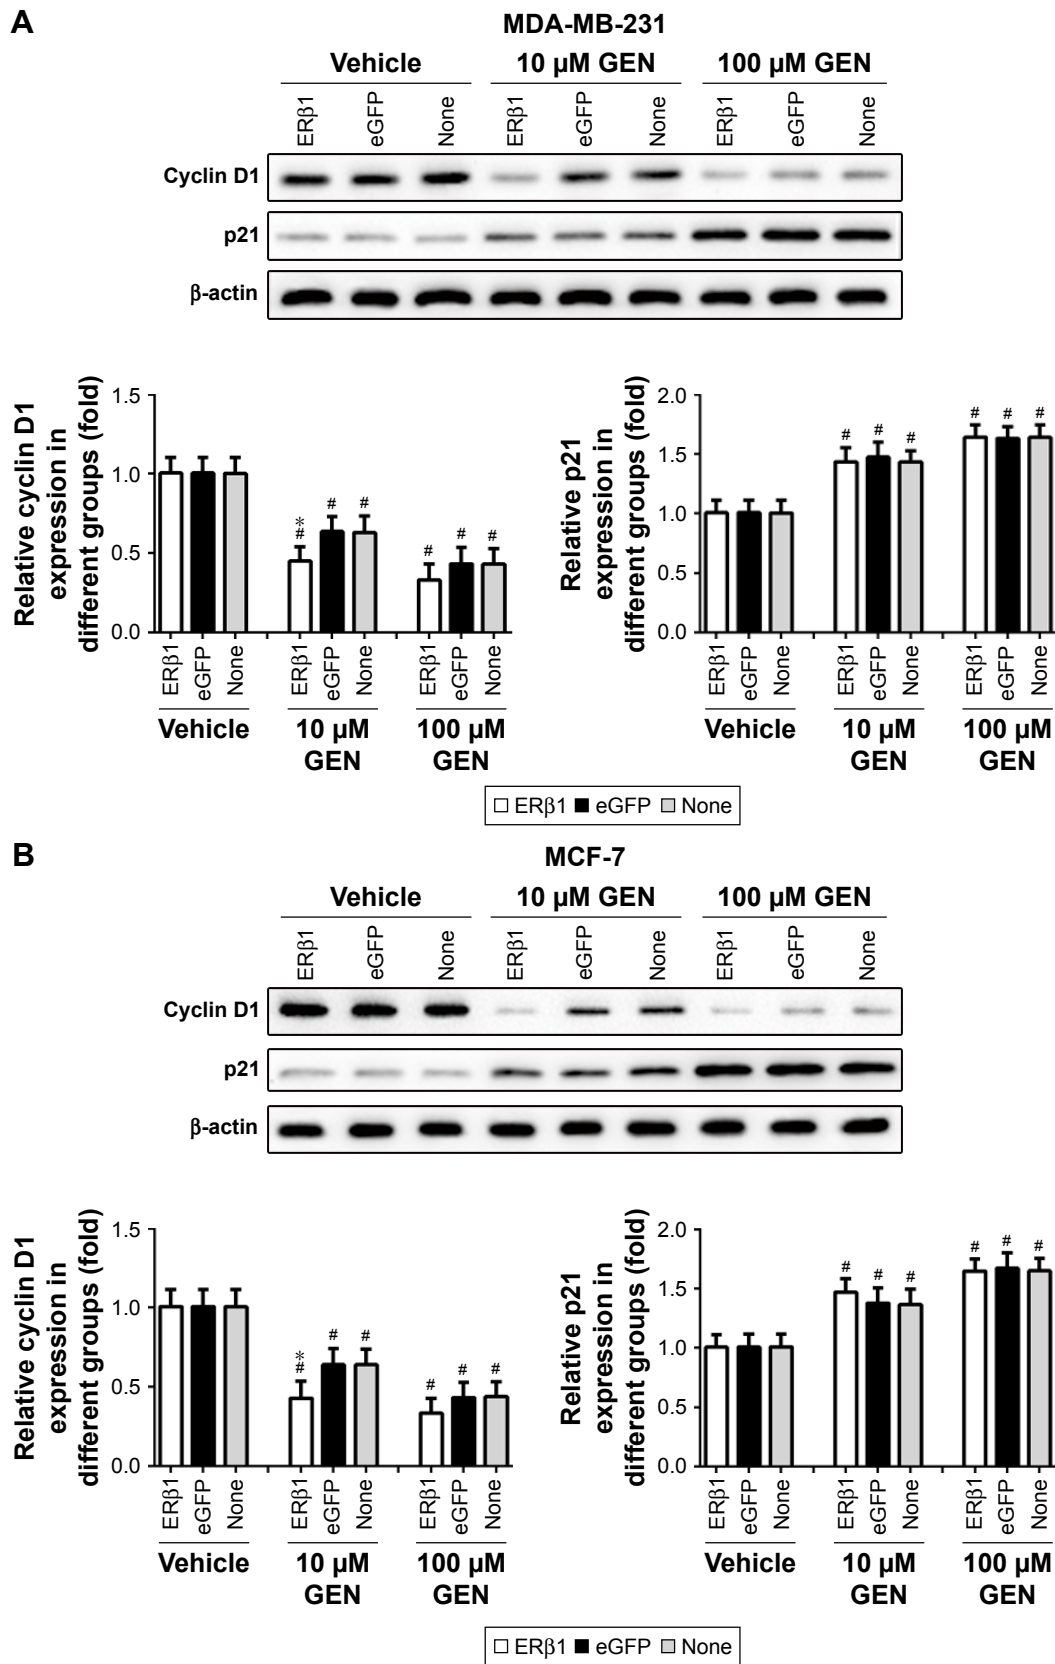 A
MDA-MB-231
Vehicle 10 µM GEN 100 µM GEN
ERβ1 eGFP None ERβ1 eGFP None ERβ1 eGFP None
Cyclin D1
p21
β-actin
Relative cyclin D1
expression in
different groups (fold)
1.5
1.0
0.5
0.0
*
# # # # # #
ERβ1 eGFP None ERβ1 eGFP None ERβ1 eGFP None
Vehicle 10 µM GEN 100 µM GEN
Relative p21
expression in
different groups (fold)
2.0
1.5
1.0
0.5
0.0
# # # # # #
ERβ1 eGFP None ERβ1 eGFP None ERβ1 eGFP None
Vehicle 10 µM GEN 100 µM GEN
ERβ1 eGFP None
B
MCF-7
Vehicle 10 µM GEN 100 µM GEN
ERβ1 eGFP None ERβ1 eGFP None ERβ1 eGFP None
Cyclin D1
p21
β-actin
Relative cyclin D1
expression in
different groups (fold)
1.5
1.0
0.5
0.0
*
# # # # # #
ERβ1 eGFP None ERβ1 eGFP None ERβ1 eGFP None
Vehicle 10 µM GEN 100 µM GEN
Relative p21
expression in
different groups (fold)
2.0
1.5
1.0
0.5
0.0
# # # # # #
ERβ1 eGFP None ERβ1 eGFP None ERβ1 eGFP None
Vehicle 10 µM GEN 100 µM GEN
ERβ1 eGFP None